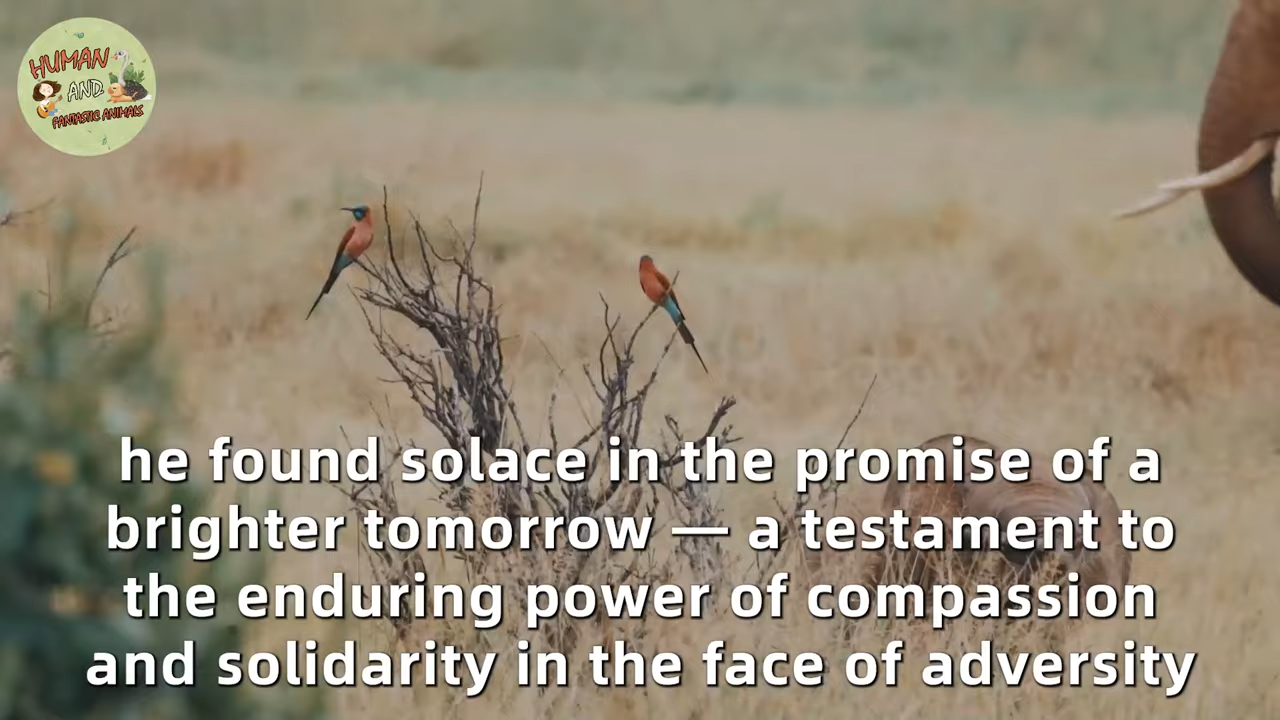 HUMAN
AND
FANTASTIC ANIMALS
he found solace in the promise of a
brighter tomorrow — a testament to
the enduring power of compassion
and solidarity in the face of adversity